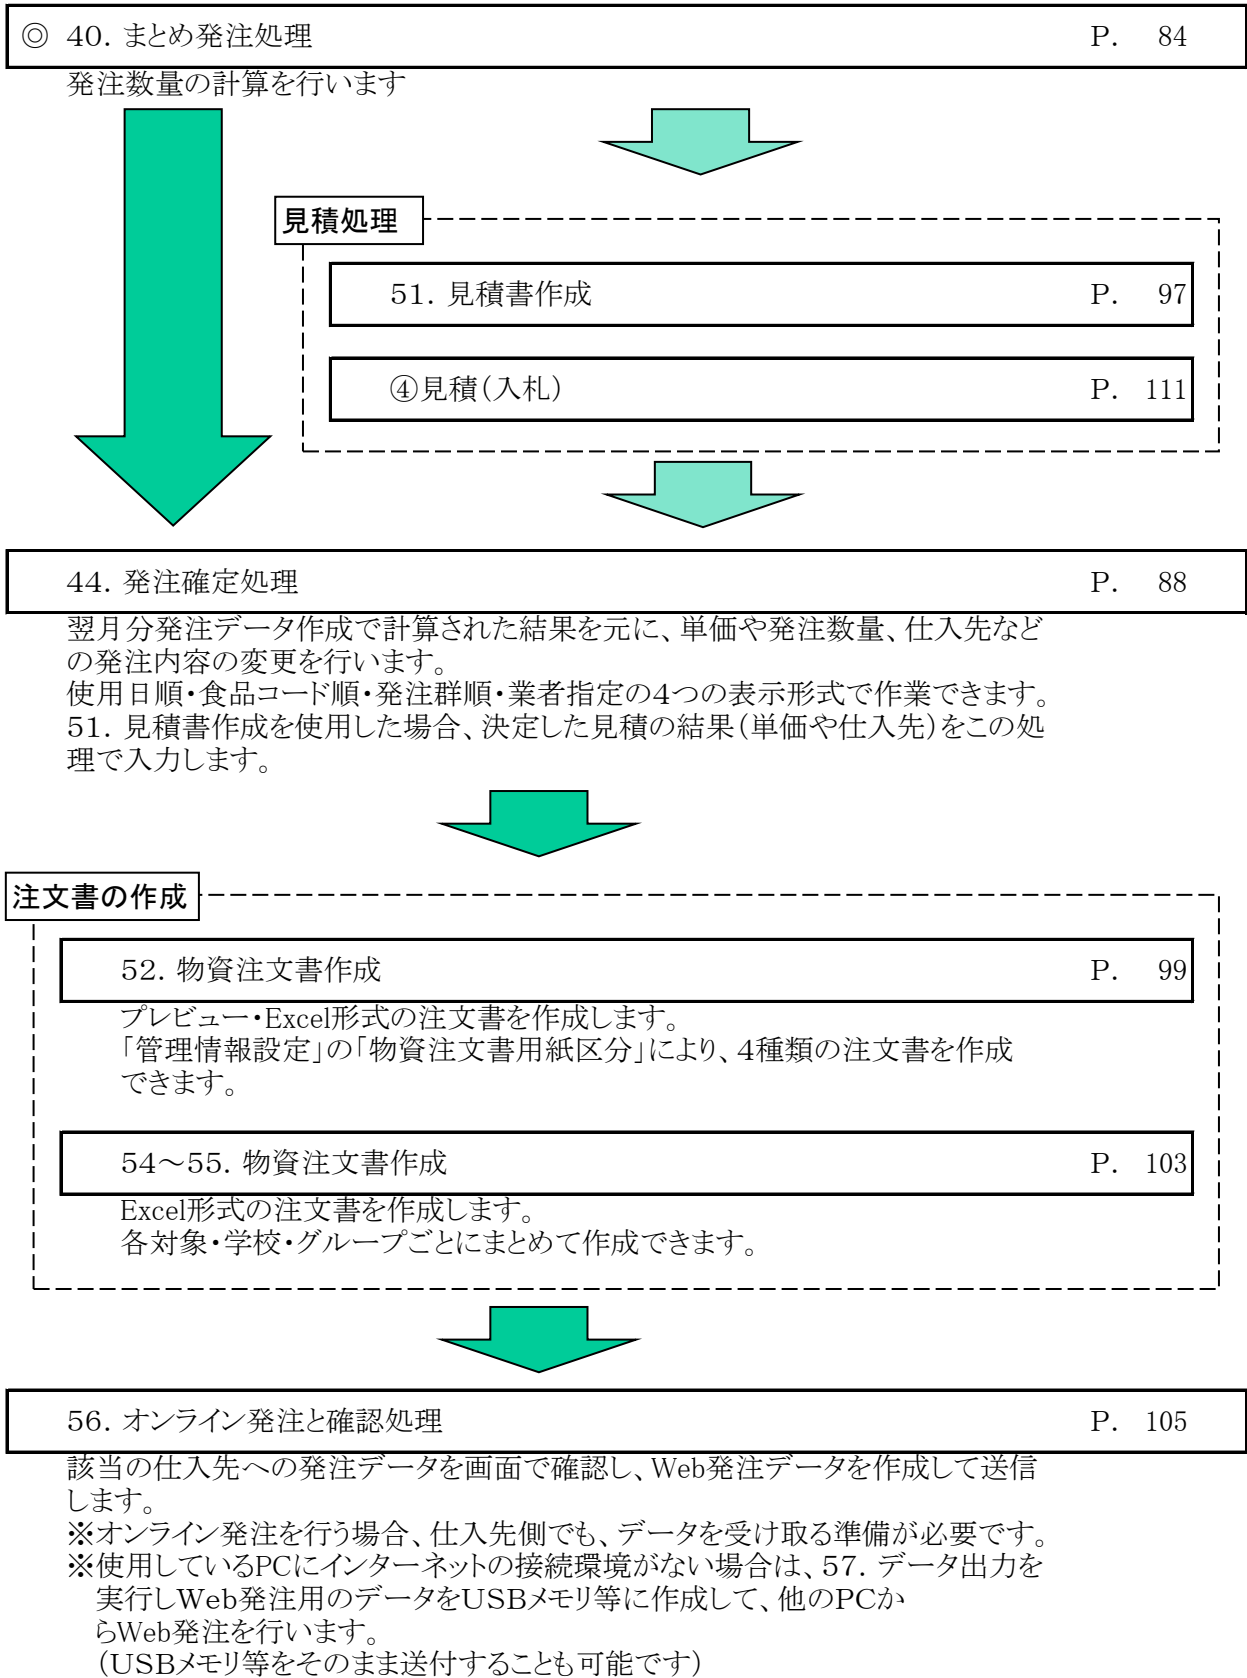 ◎ 40．まとめ発注処理 P． 84
発注数量の計算を行います
見積処理
51．見積書作成 P． 97
④見積（入札） P． 111
44．発注確定処理 P． 88
翌月分発注データ作成で計算された結果を元に、単価や発注数量、仕入先など
の発注内容の変更を行います。
使用日順・食品コード順・発注群順・業者指定の4つの表示形式で作業できます。
51．見積書作成を使用した場合、決定した見積の結果（単価や仕入先）をこの処
理で入力します。
注文書の作成
52．物資注文書作成 P． 99
プレビュー・Excel形式の注文書を作成します。
「管理情報設定」の「物資注文書用紙区分」により、4種類の注文書を作成
できます。
54～55．物資注文書作成 P． 103
Excel形式の注文書を作成します。
各対象・学校・グループごとにまとめて作成できます。
56．オンライン発注と確認処理 P． 105
該当の仕入先への発注データを画面で確認し、Web発注データを作成して送信
します。
※オンライン発注を行う場合、仕入先側でも、データを受け取る準備が必要です。
※使用しているPCにインターネットの接続環境がない場合は、57．データ出力を
実行しWeb発注用のデータをUSBメモリ等に作成して、他のPCか
らWeb発注を行います。
（USBメモリ等をそのまま送付することも可能です）